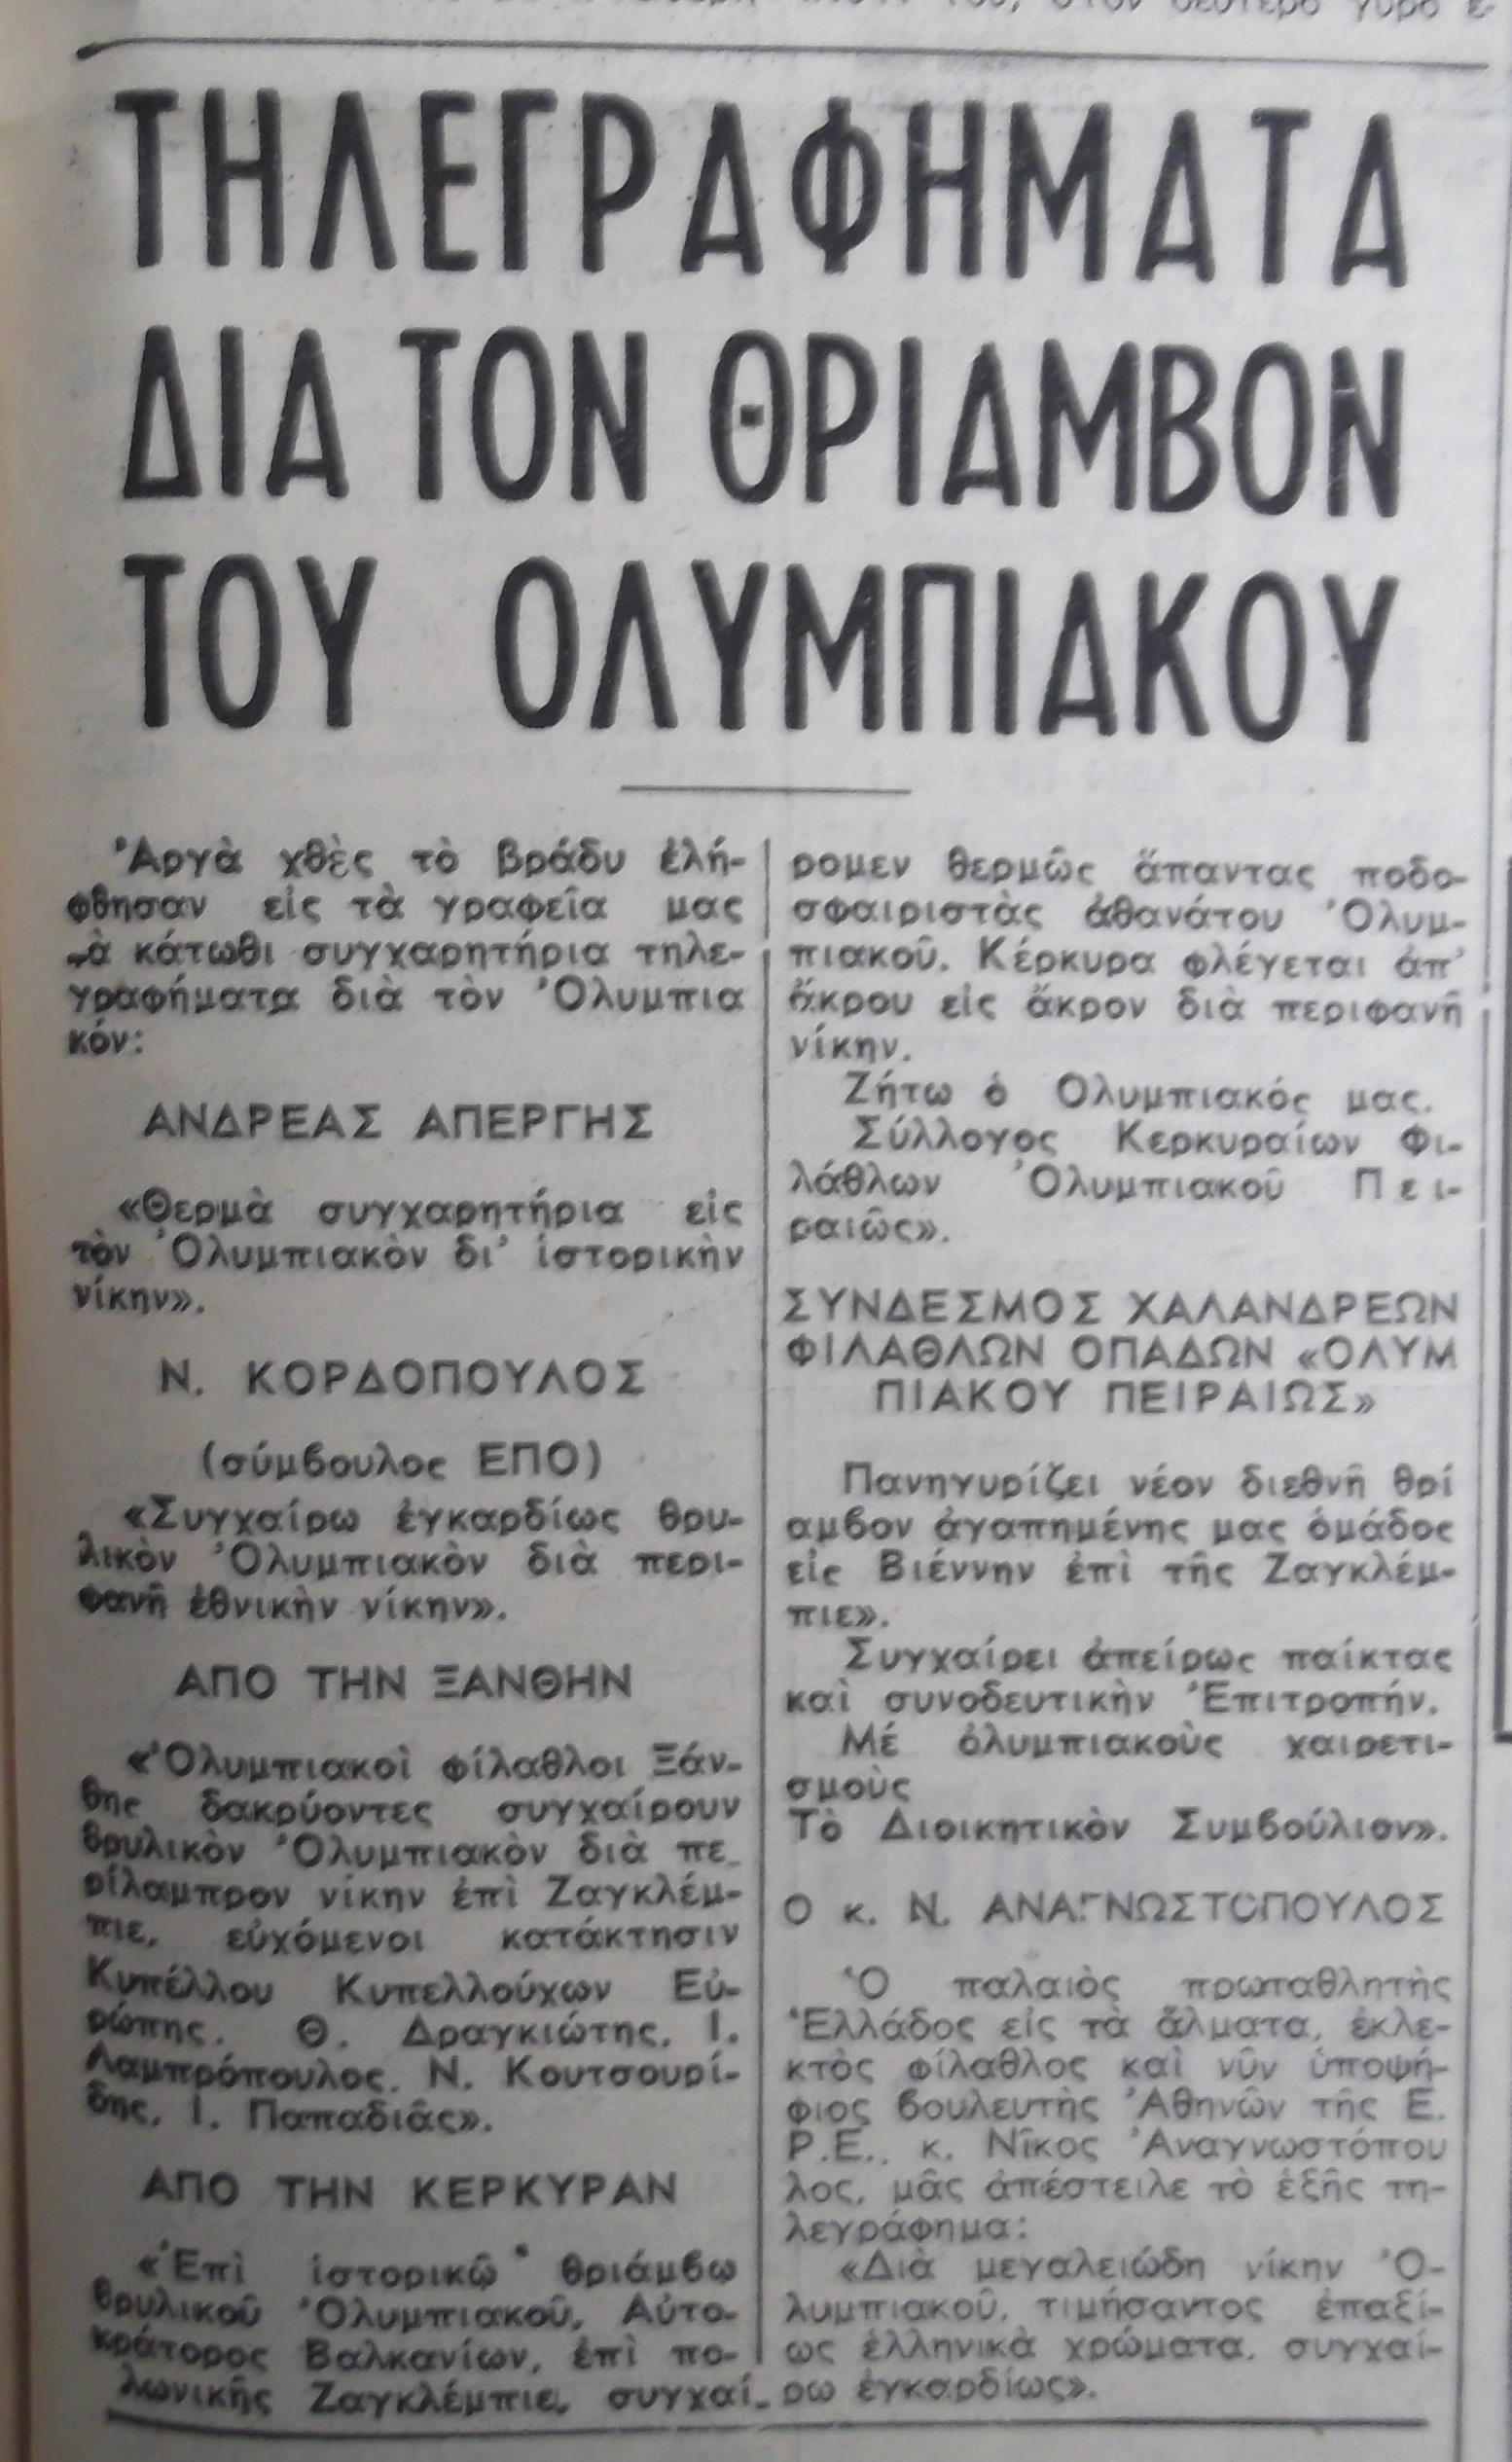 ΤΗΛΕΓΡΑΦΗΜΑΤΑ
ΔΙΑ ΤΟΝ ΘΡΙΑΜΒΟΝ
ΤΟΥ ΟΛΥΜΠΙΑΚΟΥ
Ἀργὰ χθὲς τὸ βράδυ ἐλή-
φθησαν εἰς τὰ γραφεῖα μας
τὰ κάτωθι συγχαρητήρια τηλε-
γραφήματα διὰ τὸν Ὀλυμπια
κόν:
ΑΝΔΡΕΑΣ ΑΠΕΡΓΗΣ
«Θερμὰ συγχαρητήρια εἰς
τὸν Ὀλυμπιακὸν δι' ἱστορικὴν
νίκην».
Ν. ΚΟΡΔΟΠΟΥΛΟΣ
(σύμβουλος ΕΠΟ)
«Συγχαίρω ἐγκαρδίως θρυ-
λικὸν Ὀλυμπιακὸν διὰ περι-
φανῆ ἐθνικὴν νίκην».
ΑΠΟ ΤΗΝ ΞΑΝΘΗΝ
«Ὀλυμπιακοὶ φίλαθλοι Ξάν-
θης δακρύοντες συγχαίρουν
θρυλικὸν Ὀλυμπιακὸν διὰ πε-
ρίλαμπρον νίκην ἐπὶ Ζαγκλέμ-
πιε, εὐχόμενοι κατάκτησιν
Κυπέλλου Κυπελλούχων Εὐ-
ρώπης. Θ. Δραγκιώτης, Ι.
Λαμπρόπουλος, Ν. Κουτσουρί-
δης, Ι. Παπαδιᾶς».
ΑΠΟ ΤΗΝ ΚΕΡΚΥΡΑΝ
«Ἐπὶ ἱστορικῷ θριάμβω
θρυλικοῦ Ὀλυμπιακοῦ, Αὐτο-
κράτορος Βαλκανίων, ἐπὶ πο-
λωνικῆς Ζαγκλέμπιε, συγχαί-
ρομεν θερμῶς ἅπαντας ποδο-
σφαιριστὰς ἀθανάτου Ὀλυμ-
πιακοῦ. Κέρκυρα φλέγεται ἀπ'
ἄκρου εἰς ἄκρον διὰ περιφανῆ
νίκην.
Ζήτω ὁ Ολυμπιακός μας.
Σύλλογος Κερκυραίων Φι-
λάθλων Ὀλυμπιακοῦ Πει-
ραιῶς».
ΣΥΝΔΕΣΜΟΣ ΧΑΛΑΝΔΡΕΩΝ
ΦΙΛΑΘΛΩΝ ΟΠΑΔΩΝ «ΟΛΥΜ
ΠΙΑΚΟΥ ΠΕΙΡΑΙΩΣ»
Πανηγυρίζει νέον διεθνῆ θρί
αμβον ἀγαπημένης μας ὁμάδος
εἰς Βιέννην ἐπὶ τῆς Ζαγκλέμ-
πιε».
Συγχαίρει ἀπείρως παίκτας
καὶ συνοδευτικὴν Ἐπιτροπήν.
Μέ ὀλυμπιακοὺς χαιρετι-
σμοὺς
Τὸ Διοικητικὸν Συμβούλιον».
Ο κ. Ν. ΑΝΑΓΝΩΣΤΟΠΟΥΛΟΣ
Ὁ παλαιὸς πρωταθλητὴς
Ἑλλάδος εἰς τὰ ἅλματα, ἐκλε-
κτὸς φίλαθλος καὶ νῦν ὑποψή-
φιος βουλευτὴς Ἀθηνῶν τῆς Ε.
Ρ.Ε., κ. Νῖκος Ἀναγνωστόπου
λος, μᾶς ἀπέστειλε τὸ ἑξῆς τη-
λεγράφημα:
«Διὰ μεγαλειώδη νίκην Ὀ-
λυμπιακοῦ, τιμήσαντος ἐπαξί-
ως ἑλληνικὰ χρώματα, συγχαί-
ρω ἐγκαρδίως».